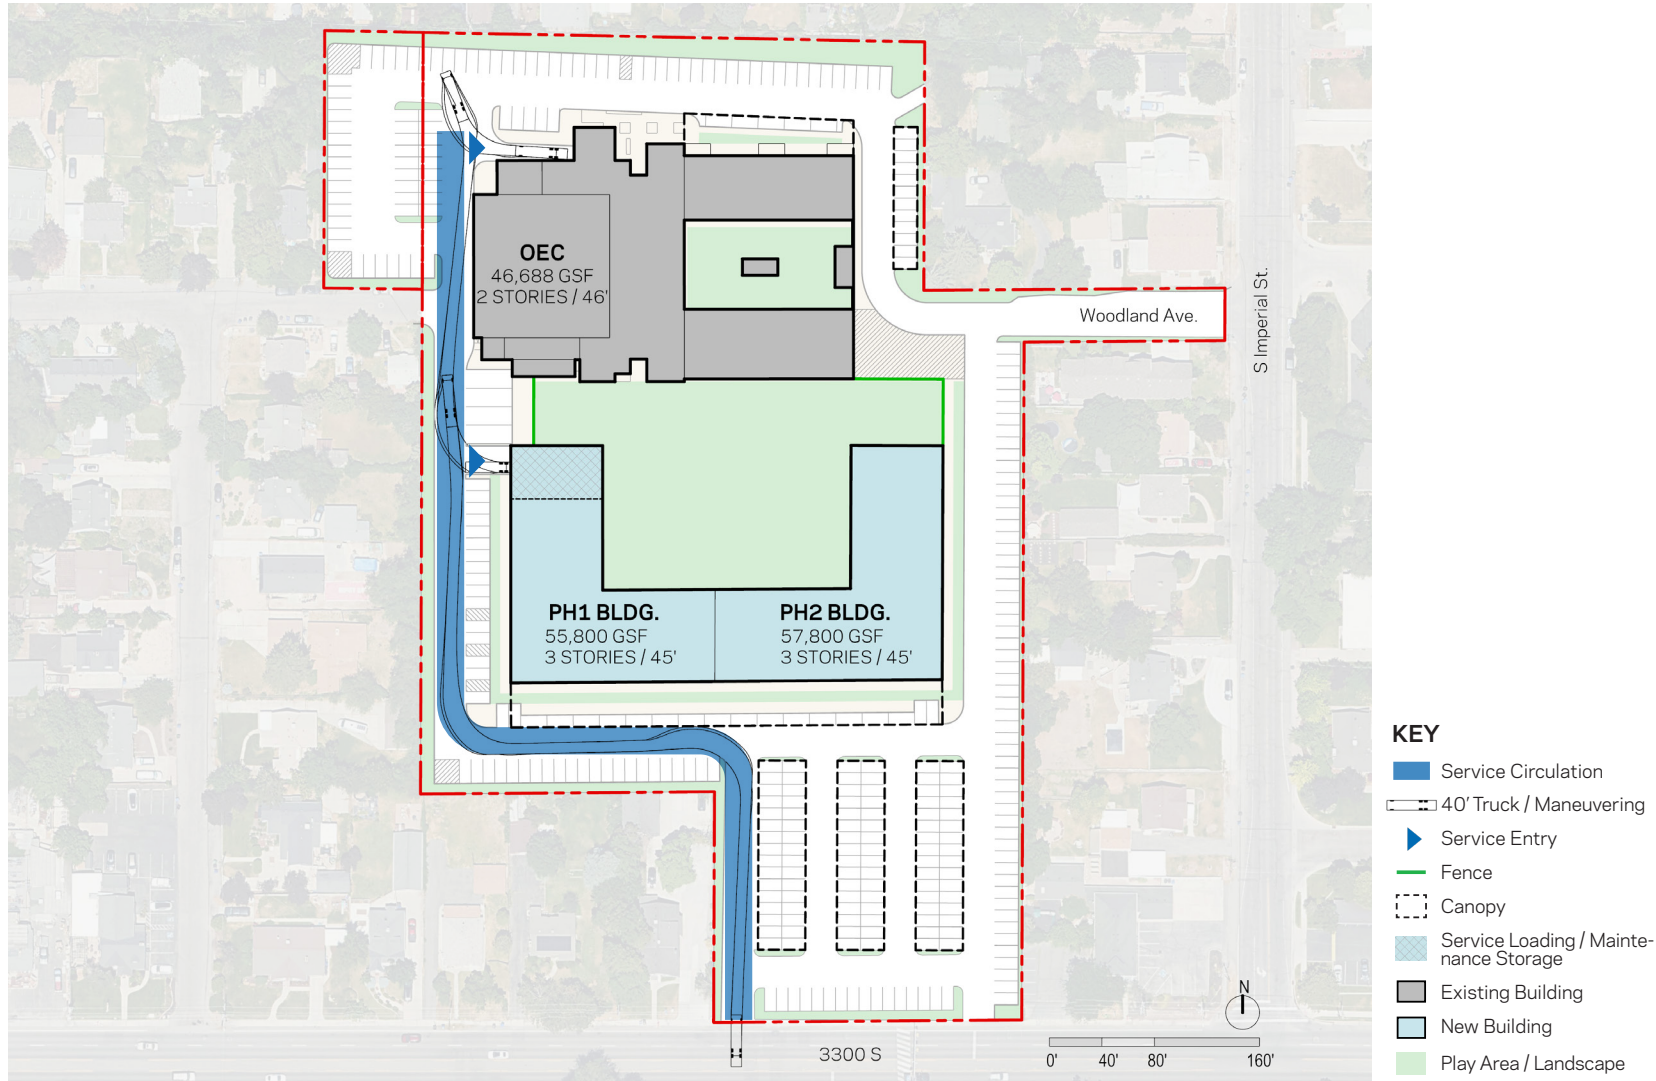 OEC
46,688 GSF
2 STORIES / 46'
Woodland Ave.
S Imperial St.
PH1 BLDG.
55,800 GSF
3 STORIES / 45'
PH2 BLDG.
57,800 GSF
3 STORIES / 45'
3300 S
N
0' 40' 80' 160'
KEY
Service Circulation
40' Truck / Maneuvering
Service Entry
Fence
Canopy
Service Loading / Mainte-
nance Storage
Existing Building
New Building
Play Area / Landscape